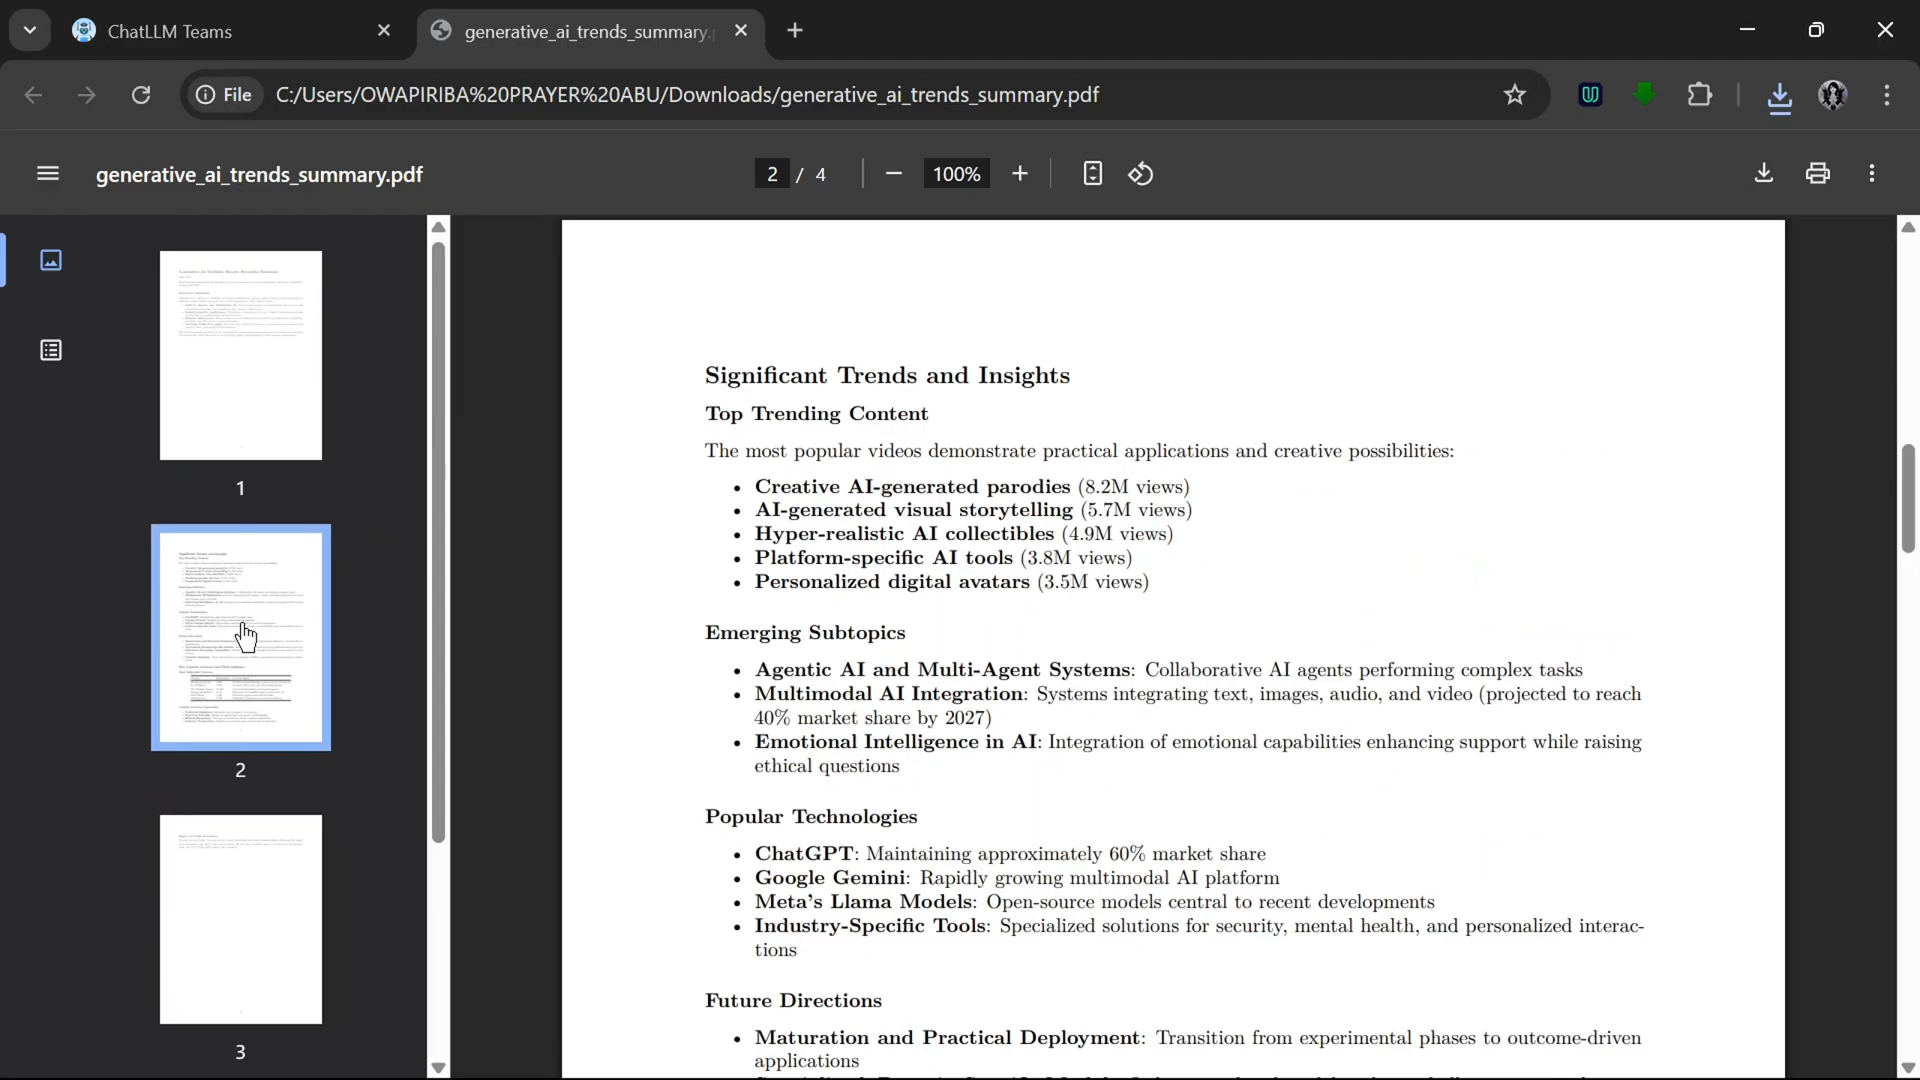 ChatLLM Teams
generative_ai_trends_summary.
File
C:/Users/OWAPIRIBA%20PRAYER%20ABU/Downloads/generative_ai_trends_summary.pdf
generative_ai_trends_summary.pdf
2 / 4
100%
1
2
3
Significant Trends and Insights
Top Trending Content
The most popular videos demonstrate practical applications and creative possibilities:
• Creative AI-generated parodies (8.2M views)
• AI-generated visual storytelling (5.7M views)
• Hyper-realistic AI collectibles (4.9M views)
• Platform-specific AI tools (3.8M views)
• Personalized digital avatars (3.5M views)
Emerging Subtopics
• Agentic AI and Multi-Agent Systems: Collaborative AI agents performing complex tasks
• Multimodal AI Integration: Systems integrating text, images, audio, and video (projected to reach
40% market share by 2027)
• Emotional Intelligence in AI: Integration of emotional capabilities enhancing support while raising
ethical questions
Popular Technologies
• ChatGPT: Maintaining approximately 60% market share
• Google Gemini: Rapidly growing multimodal AI platform
• Meta's Llama Models: Open-source models central to recent developments
• Industry-Specific Tools: Specialized solutions for security, mental health, and personalized interac-
tions
Future Directions
• Maturation and Practical Deployment: Transition from experimental phases to outcome-driven
applications